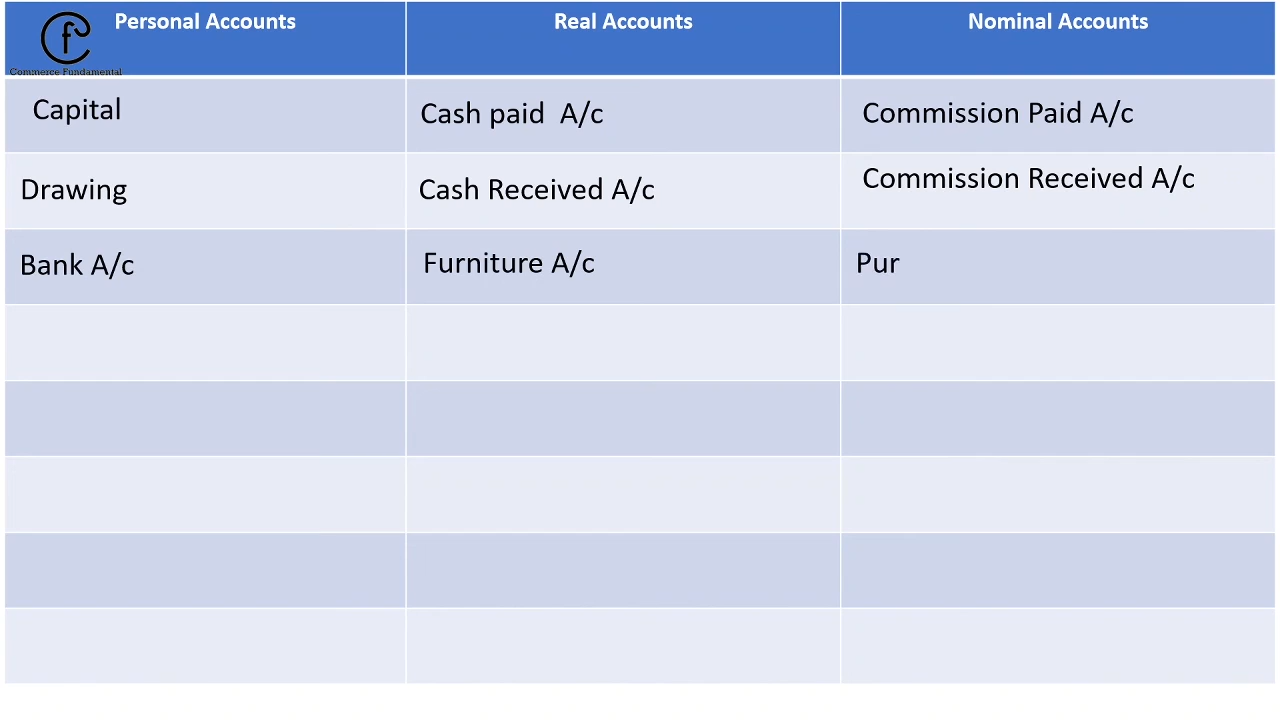 Commerce Fundamental
Personal Accounts Real Accounts Nominal Accounts
Capital Cash paid A/c Commission Paid A/c
Drawing Cash Received A/c Commission Received A/c
Bank A/c Furniture A/c Pur